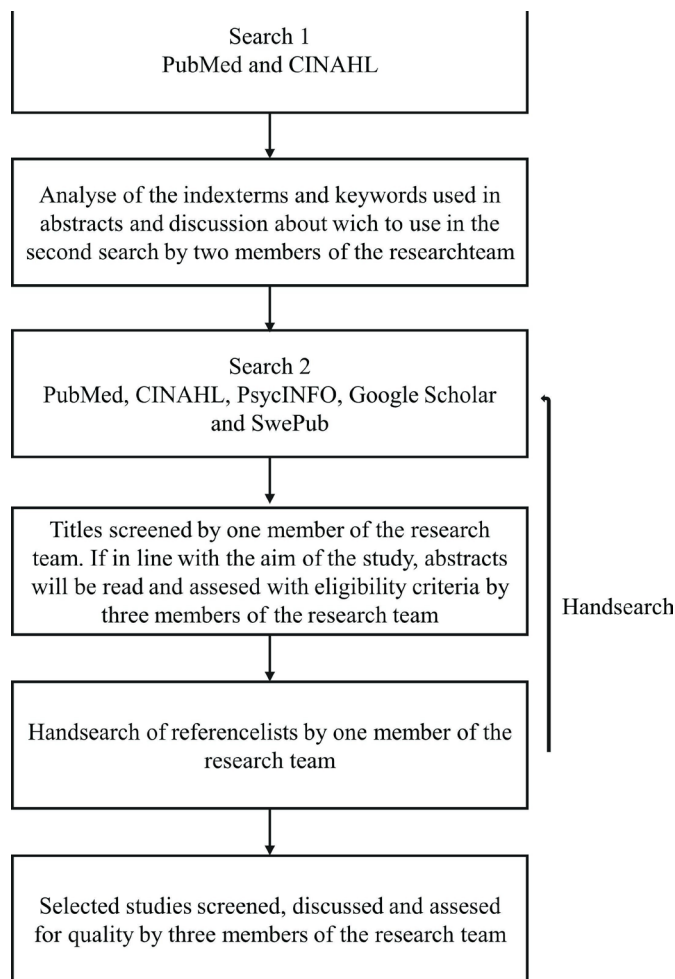 Search 1
PubMed and CINAHL
Analyse of the indexterms and keywords used in
abstracts and discussion about wich to use in the
second search by two members of the researchteam
Search 2
PubMed, CINAHL, PsycINFO, Google Scholar
and SwePub
Titles screened by one member of the research
team. If in line with the aim of the study, abstracts
will be read and assesed with eligibility criteria by
three members of the research team
Handsearch
Handsearch of referencelists by one member of the
research team
Selected studies screened, discussed and assesed
for quality by three members of the research team